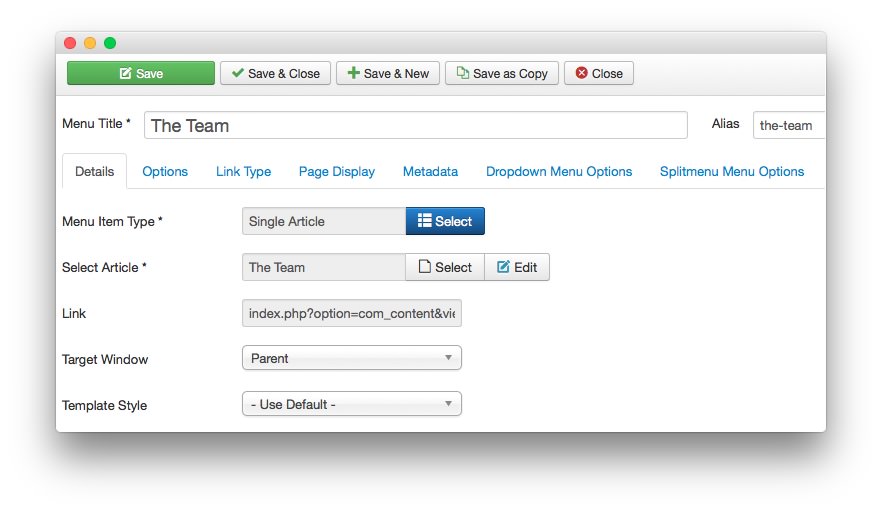 Save Save & Close Save & New Save as Copy Close
Menu Title * The Team Alias the-team
Details Options Link Type Page Display Metadata Dropdown Menu Options Splitmenu Menu Options
Menu Item Type * Single Article Select
Select Article * The Team Select Edit
Link index.php?option=com_content&vie
Target Window Parent
Template Style - Use Default -